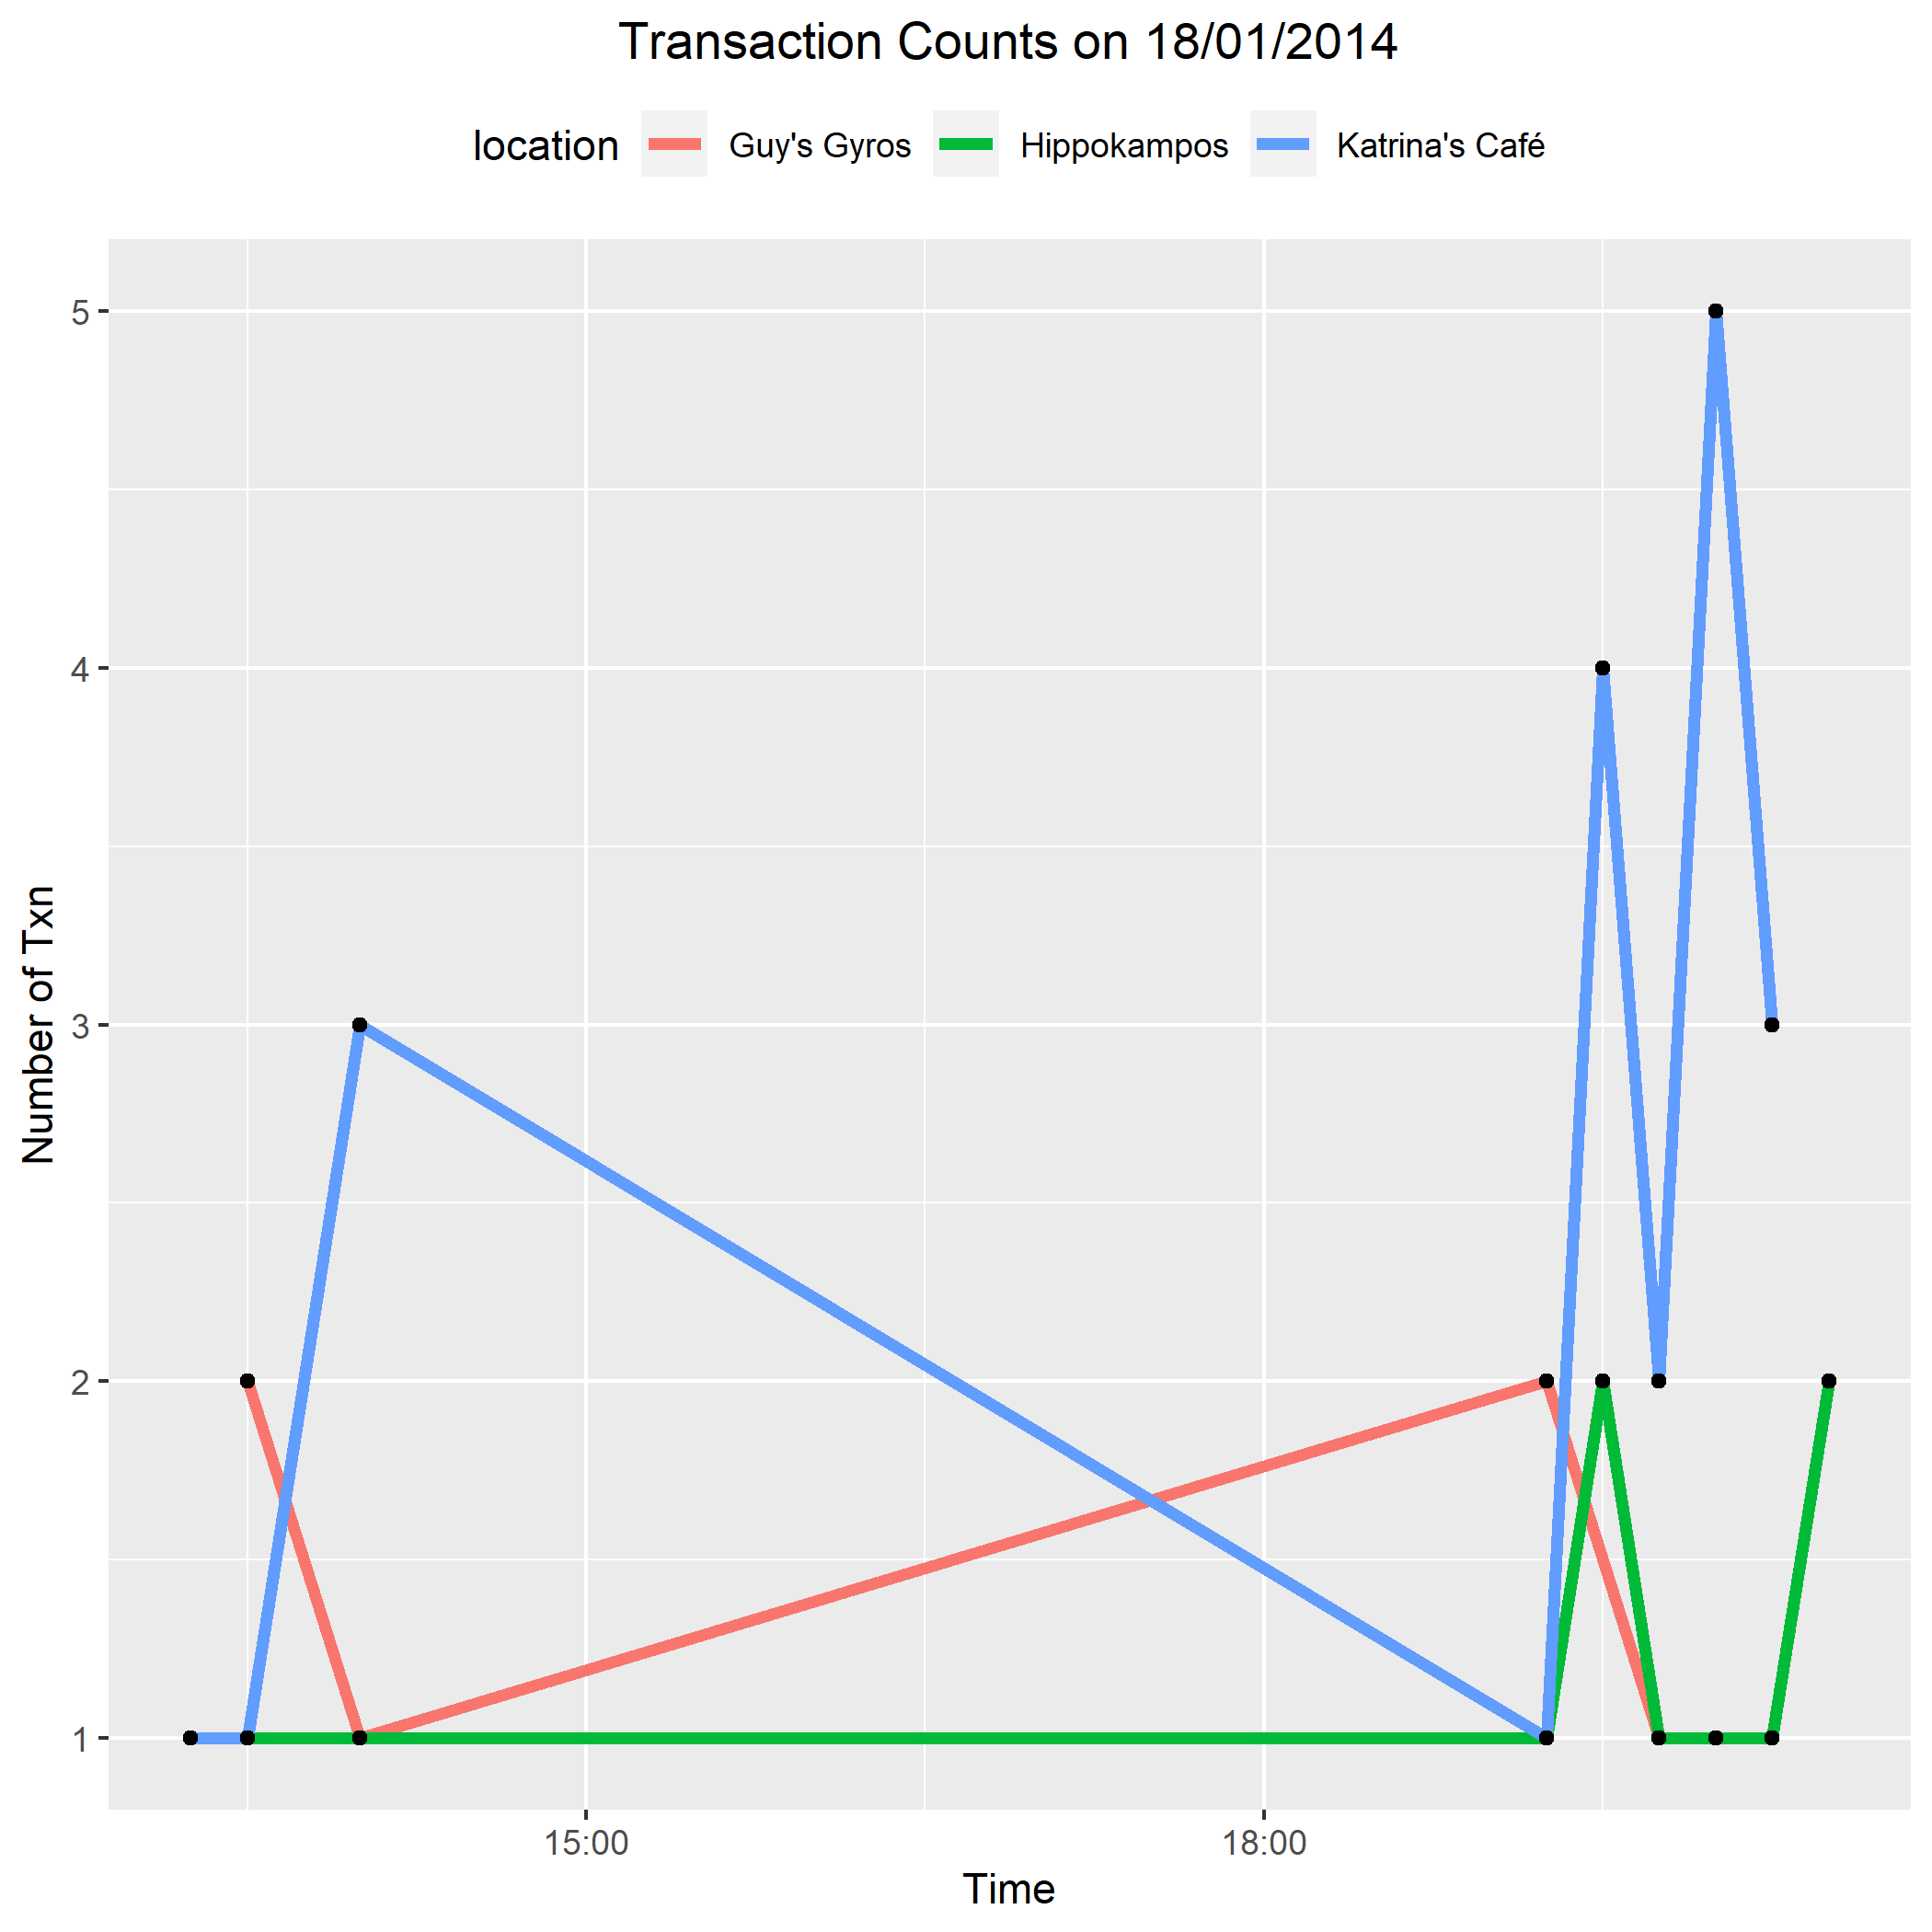 Transaction Counts on 18/01/2014
location Guy's Gyros Hippokampos Katrina's Café
5
4
3
2
1
Number of Txn
15:00 18:00
Time